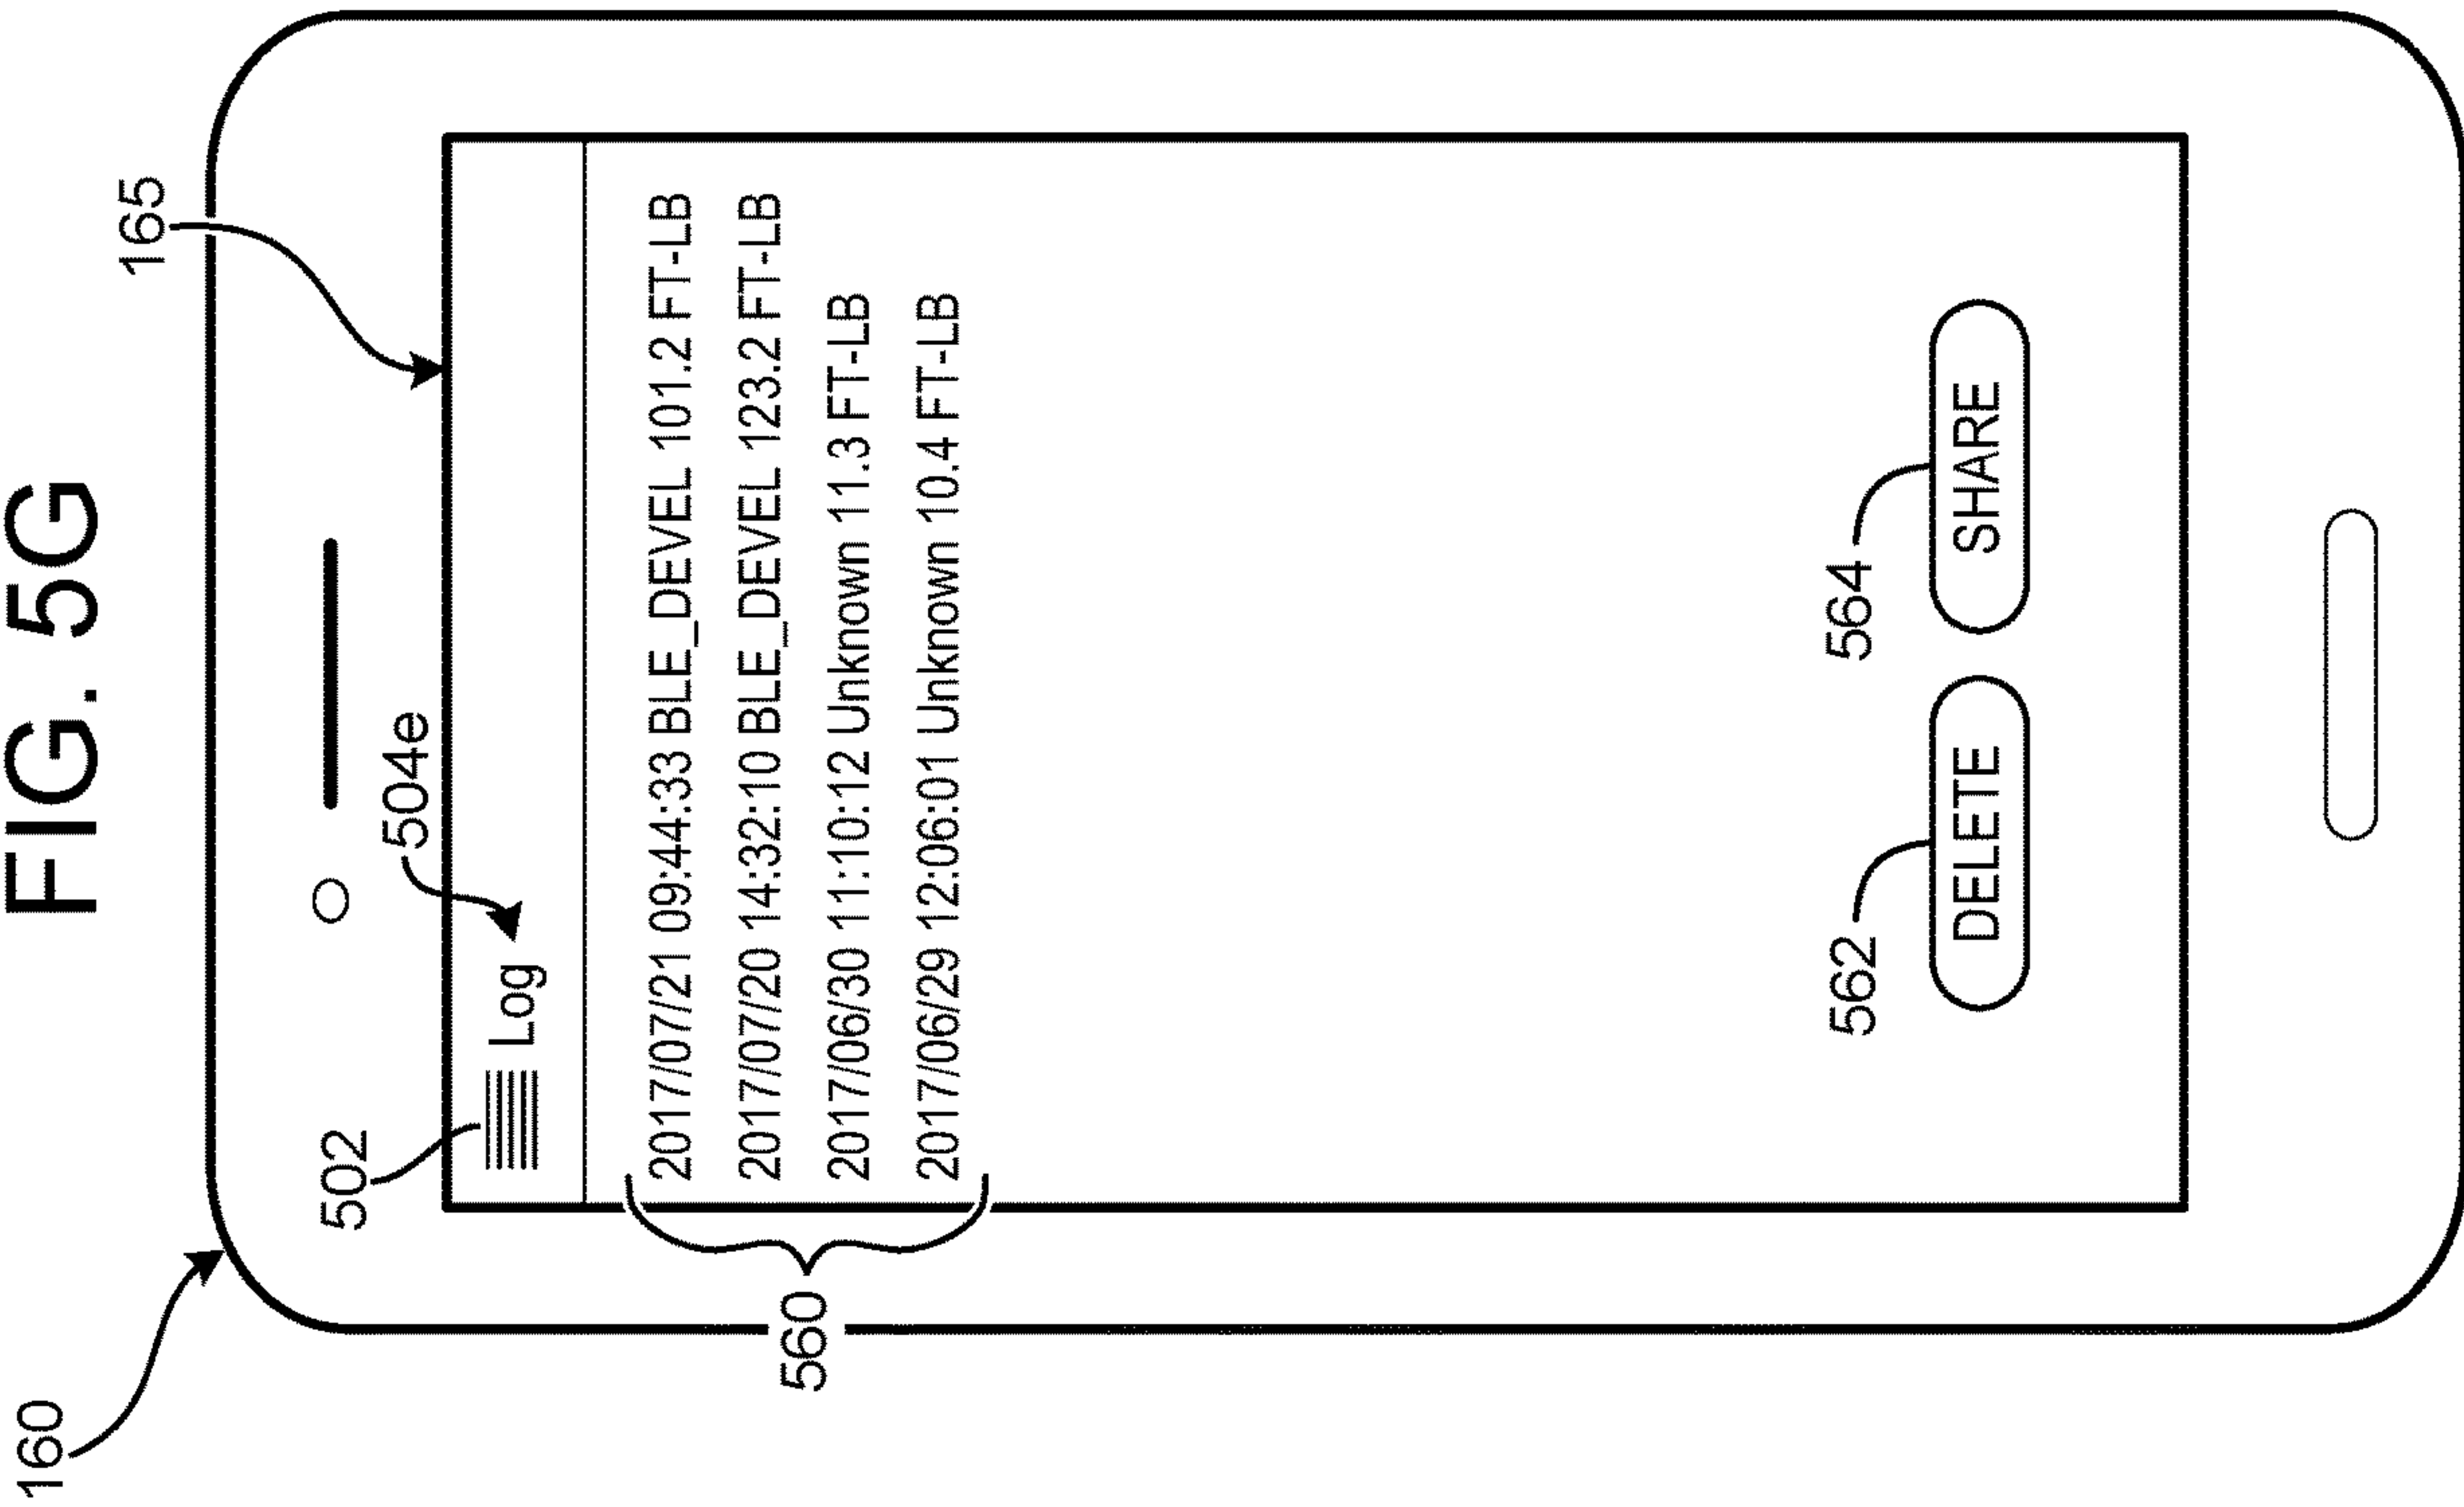 FIG. 5G
160
165
502
504e
Log
2017/07/21 09:44:33 BLE_DEVEL 101.2 FT-LB
2017/07/20 14:32:10 BLE_DEVEL 123.2 FT-LB
2017/06/30 11:10:12 Unknown 11.3 FT-LB
2017/06/29 12:06:01 Unknown 10.4 FT-LB
560
562
564
DELETE
SHARE